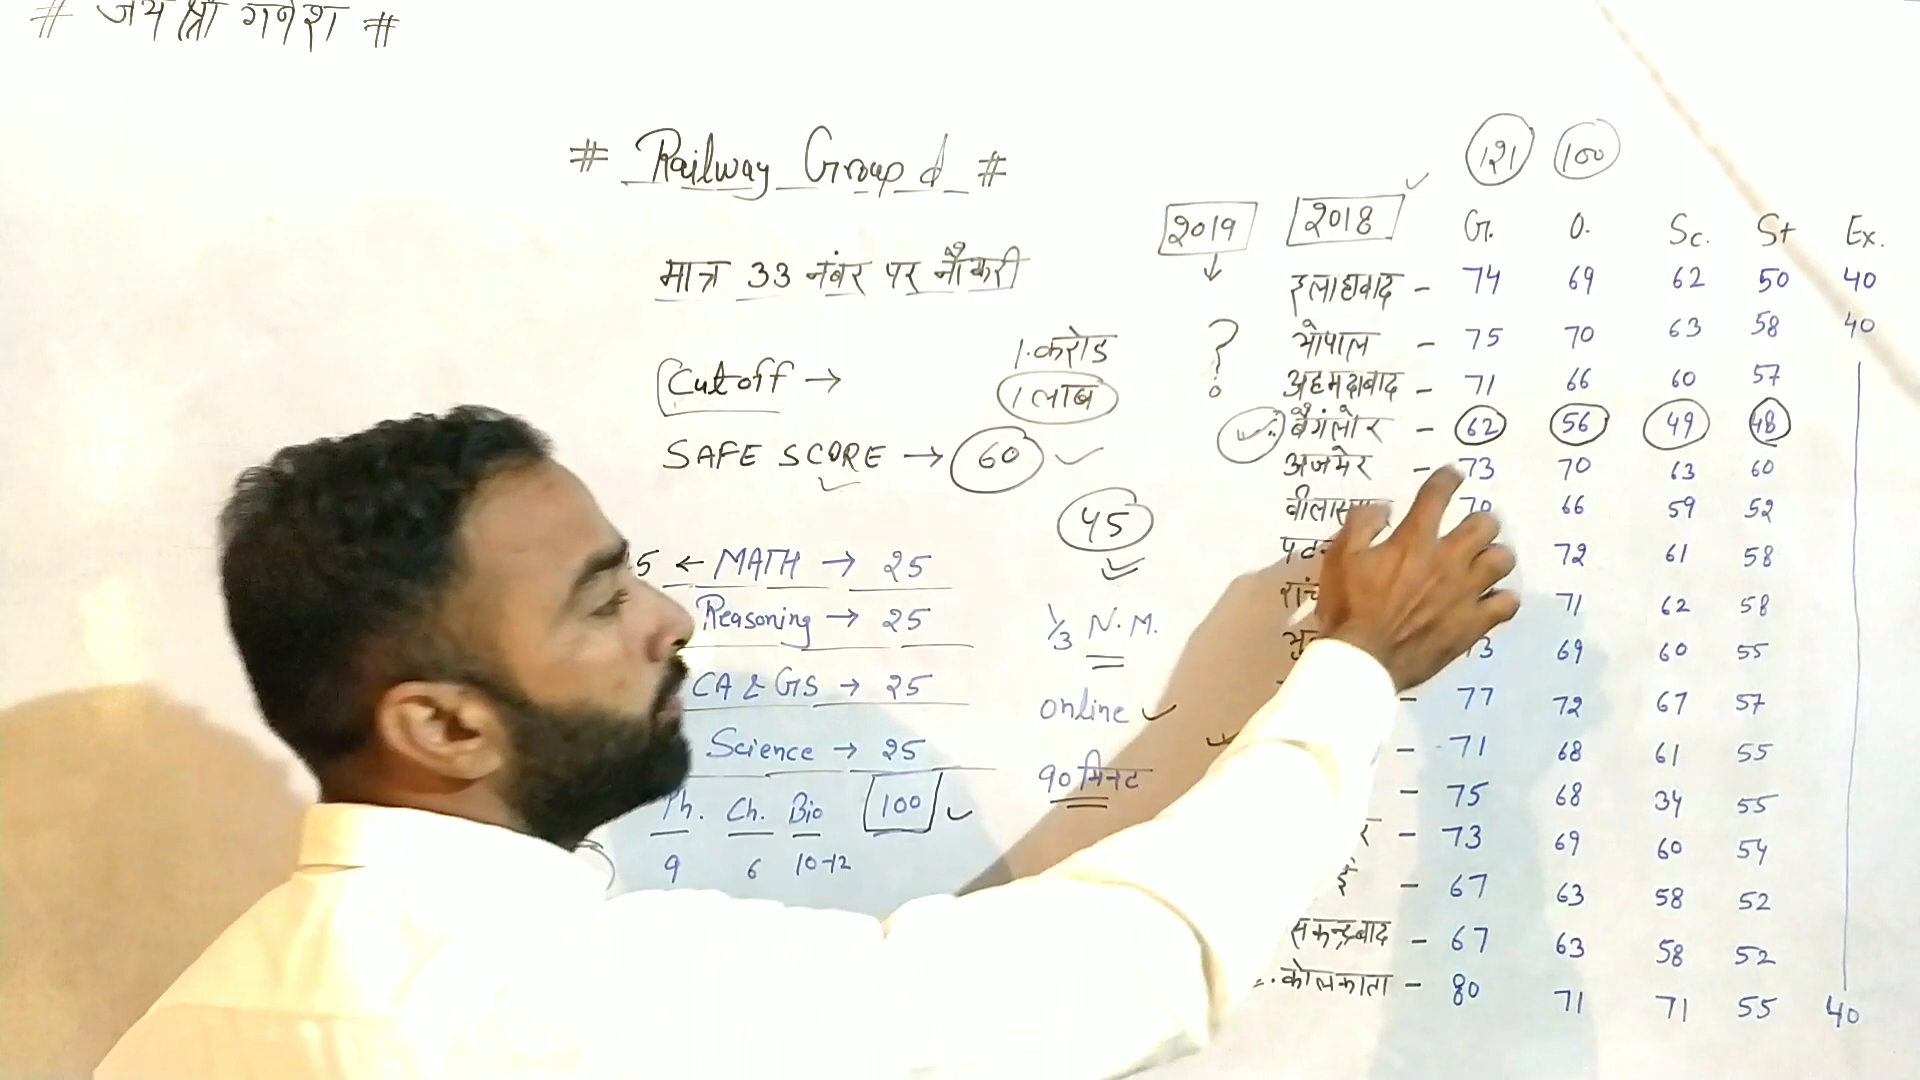 # जय श्री गणेश #
# Railway Group d #
मात्र 33 नंबर पर नौकरी
Cutoff →
1 करोड
1 लाख
SAFE SCORE → 60
45
5 ← MATH → 25
Reasoning → 25
CA & GS → 25
Science → 25
Ph. Ch. Bio 100
9 6 10-12
1/3 N.M.
online
90 मिनट
2019
?
121 100
2018 G. O. Sc. St Ex.
इलाहाबाद - 74 69 62 50 40
भोपाल - 75 70 63 58 40
अहमदाबाद - 71 66 60 57
बैंगलोर - 62 56 49 48
अजमेर - 73 70 63 60
70 66 59 52
72 61 58
71 62 58
69 60 55
- 77 72 67 57
- 71 68 61 55
- 75 68 34 55
- 73 69 60 54
- 67 63 58 52
सकन्द्रबाद - 67 63 58 52
कोलकाता - 80 71 71 55 40